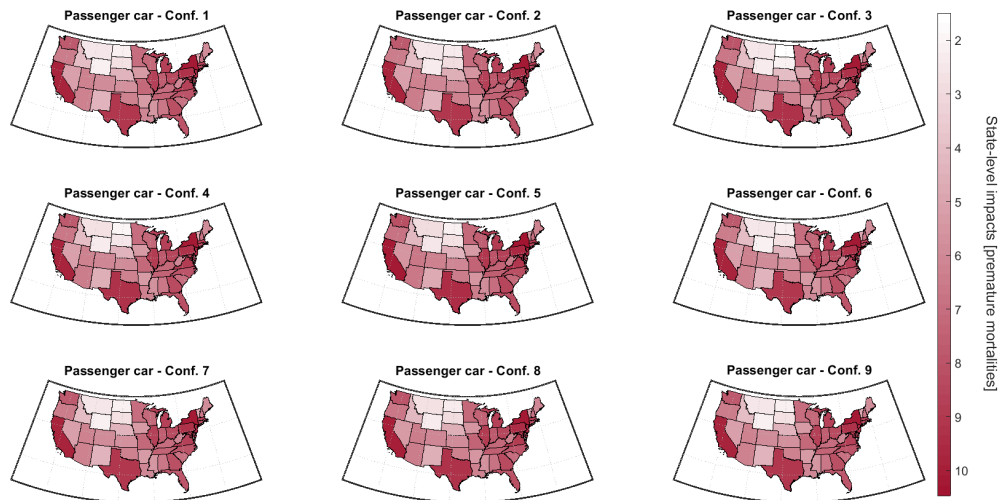 Passenger car - Conf. 1
Passenger car - Conf. 2
Passenger car - Conf. 3
Passenger car - Conf. 4
Passenger car - Conf. 5
Passenger car - Conf. 6
Passenger car - Conf. 7
Passenger car - Conf. 8
Passenger car - Conf. 9
2
3
4
5
6
7
8
9
10
State-level impacts [premature mortalities]